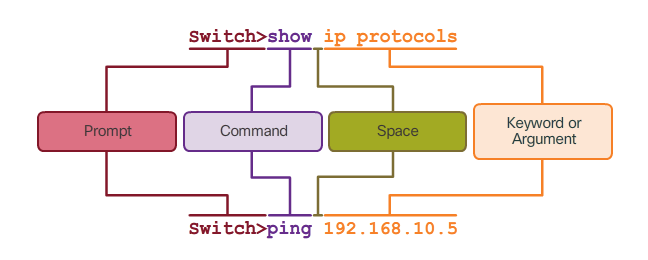 Switch>show ip protocols
Prompt
Command
Space
Keyword or
Argument
Switch>ping 192.168.10.5